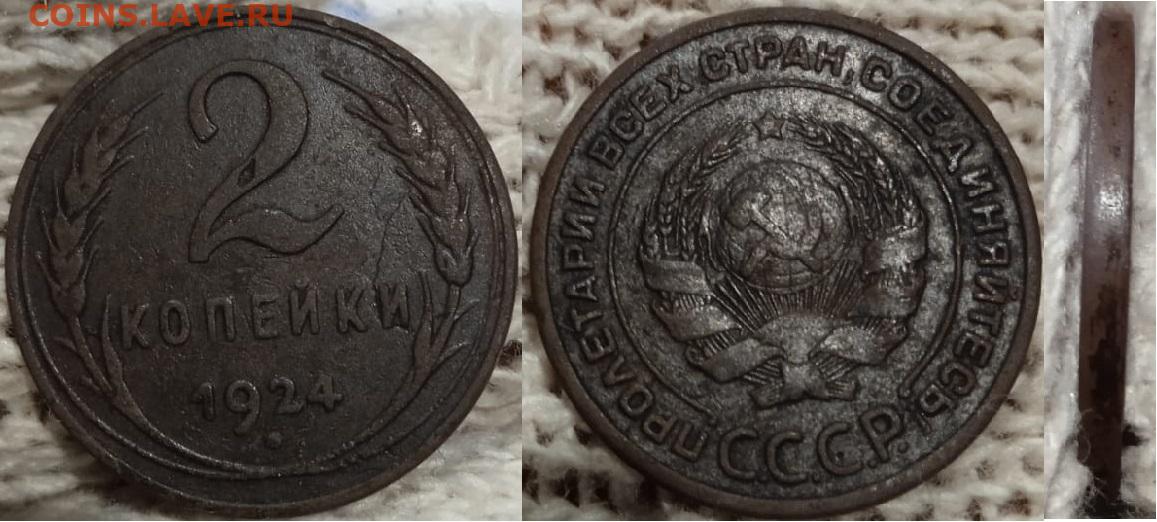 COINS.LAVE.RU
2
КОПЕЙКИ
1924
ПРОЛЕТАРИИ ВСЕХ СТРАН, СОЕДИНЯЙТЕСЬ
С.С.С.Р.